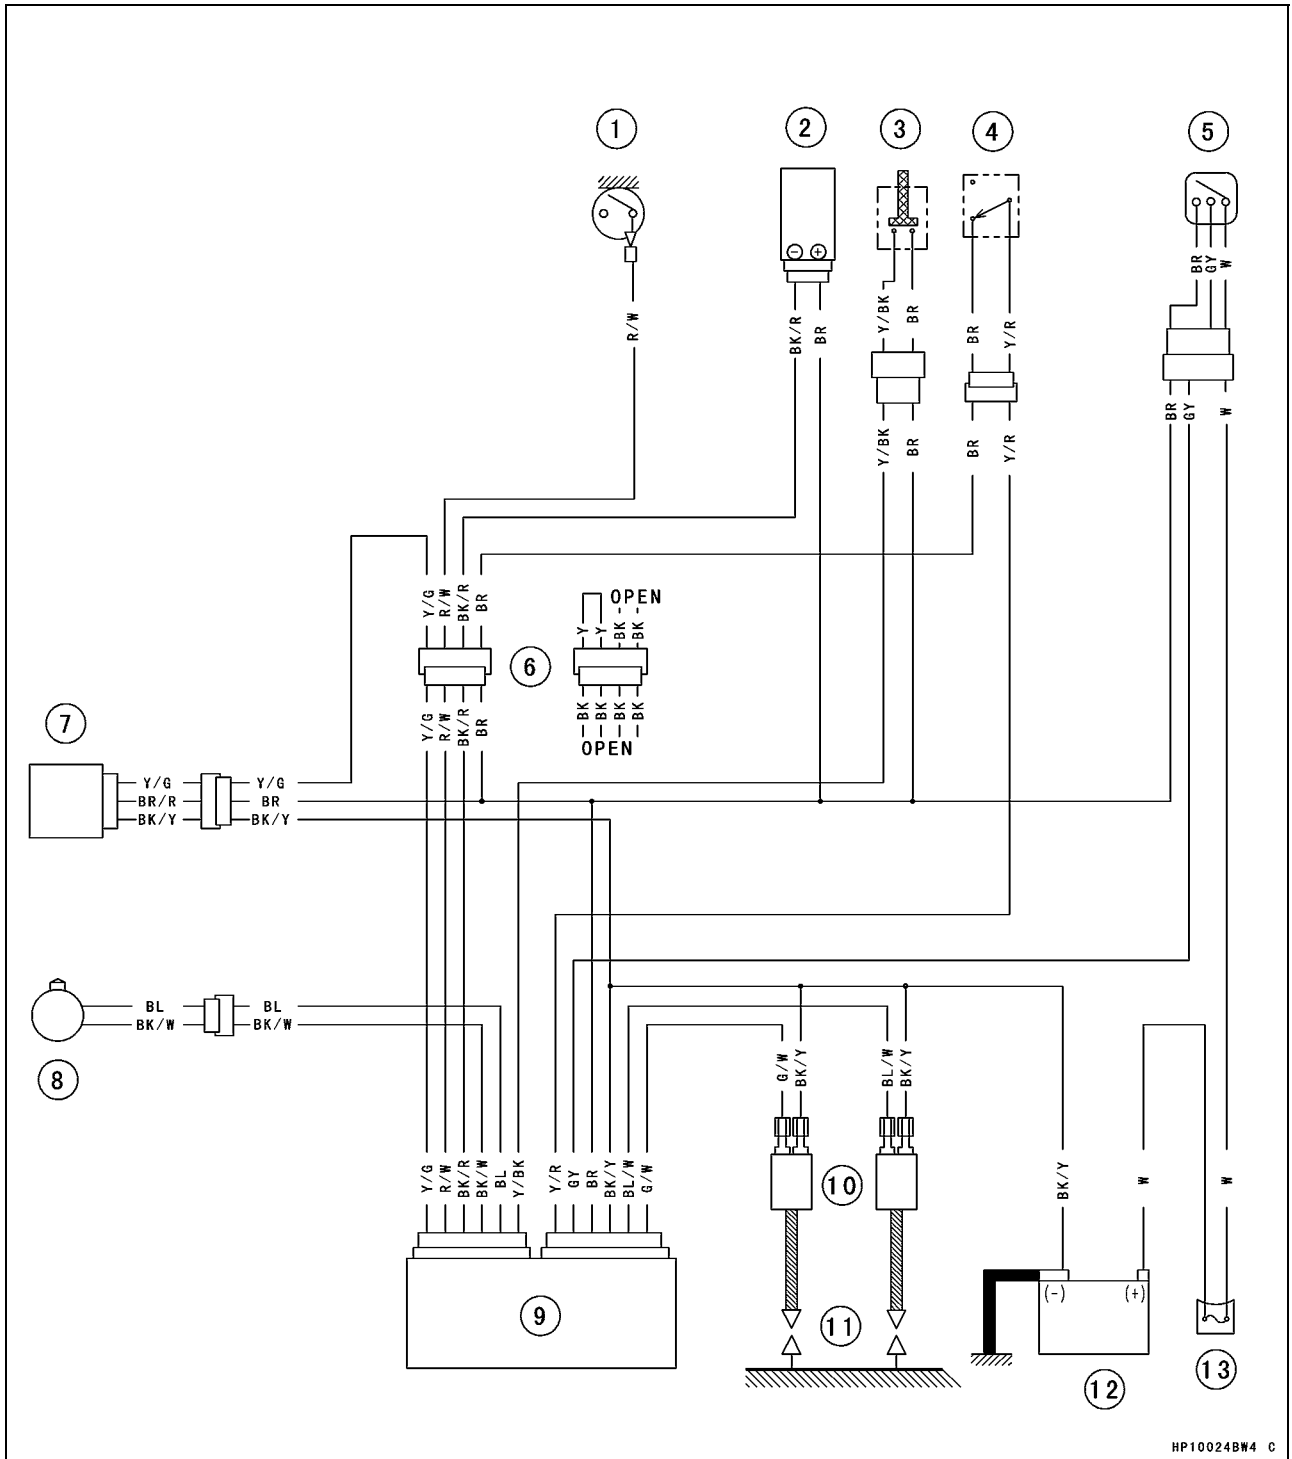 1
2
3
4
5
BR
GY
W
R/W
BK/R
BR
Y/BK
BR
BR
Y/R
BR
GY
W
Y/BK
BR
BR
Y/R
Y/G
R/W
BK/R
BR
OPEN
Y
Y
BK
BK
6
Y/G
R/W
BK/R
BR
BK
BK
BK
BK
OPEN
7
Y/G
Y/G
BR/R
BR
BK/Y
BK/Y
BL
BL
BK/W
BK/W
8
G/W
BK/Y
BL/W
BK/Y
Y/G
R/W
BK/R
BK/W
BL
Y/BK
Y/R
GY
BR
BK/Y
BL/W
G/W
10
BK/Y
W
W
9
11
(-)
(+)
12
13
HP10024BW4 C